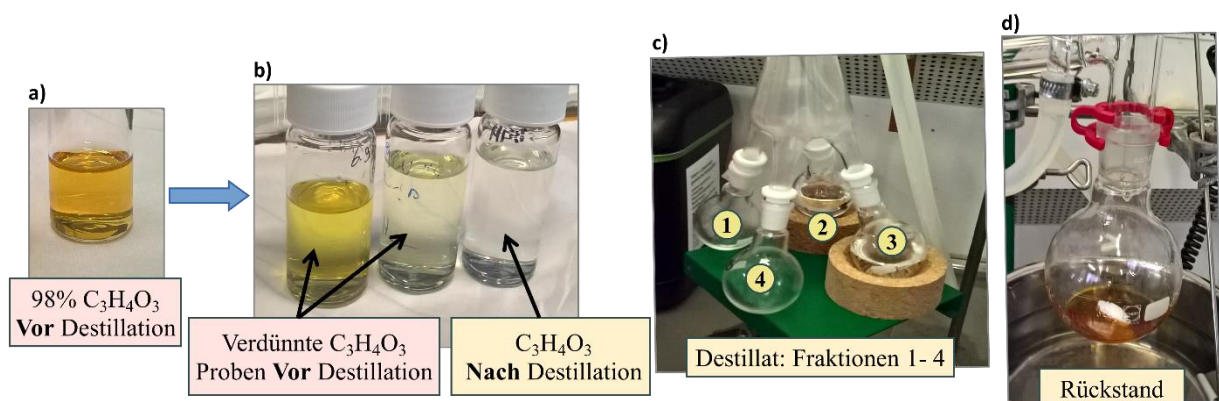 a)
98% C₃H₄O₃
Vor Destillation
b)
Verdünnte C₃H₄O₃
Proben Vor Destillation
C₃H₄O₃
Nach Destillation
c)
1
2
3
4
Destillat: Fraktionen 1- 4
d)
Rückstand